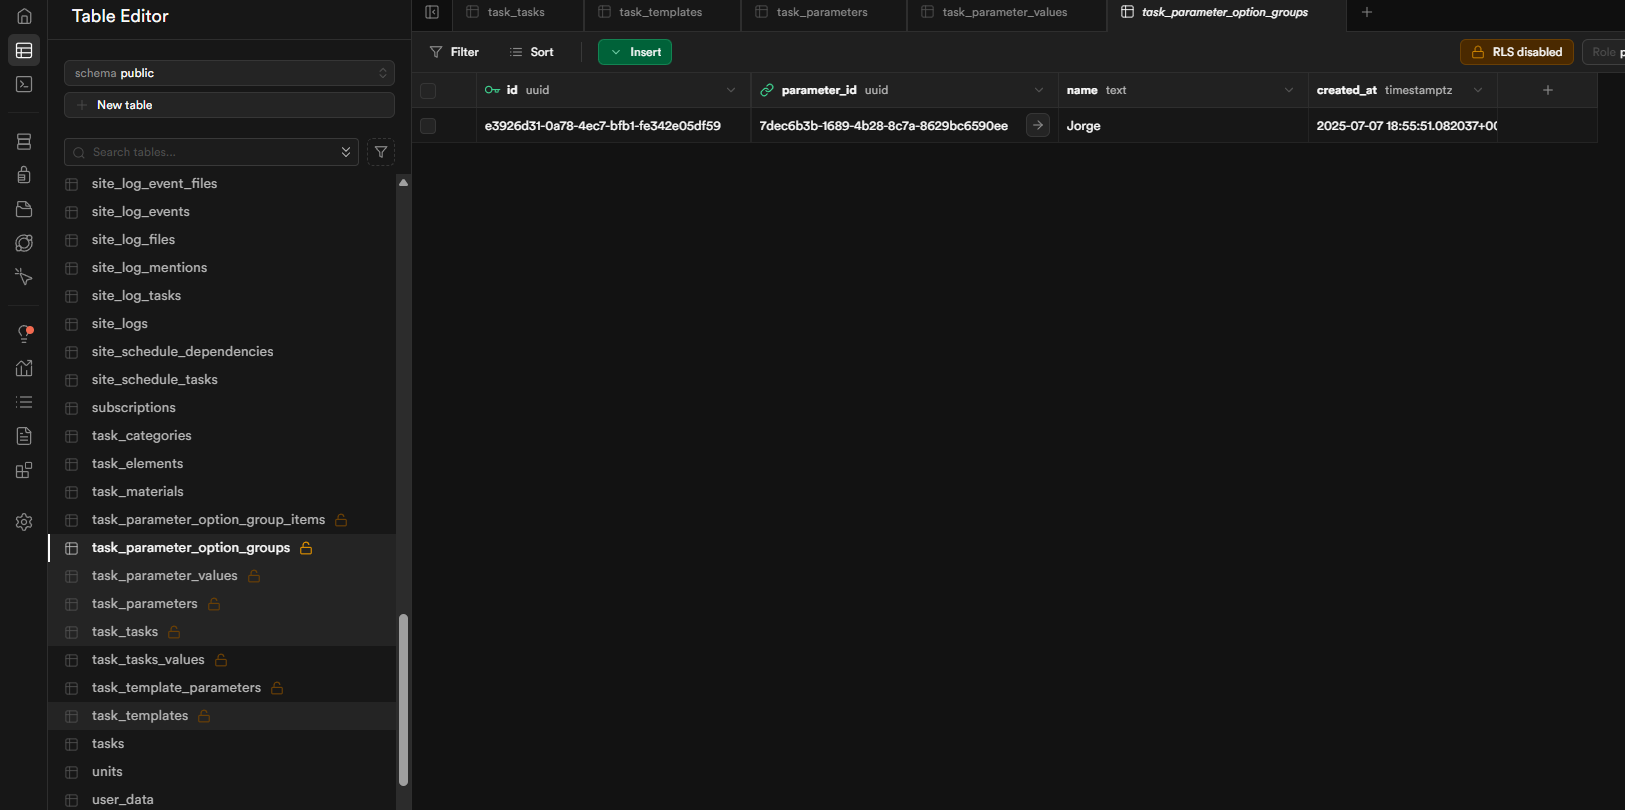 Table Editor
schema public
New table
Search tables...
site_log_event_files
site_log_events
site_log_files
site_log_mentions
site_log_tasks
site_logs
site_schedule_dependencies
site_schedule_tasks
subscriptions
task_categories
task_elements
task_materials
task_parameter_option_group_items
task_parameter_option_groups
task_parameter_values
task_parameters
task_tasks
task_tasks_values
task_template_parameters
task_templates
tasks
units
user_data
task_tasks
task_templates
task_parameters
task_parameter_values
task_parameter_option_groups
Filter
Sort
Insert
RLS disabled
Role p
id uuid
parameter_id uuid
name text
created_at timestamptz
e3926d31-0a78-4ec7-bfb1-fe342e05df59
7dec6b3b-1689-4b28-8c7a-8629bc6590ee
Jorge
2025-07-07 18:55:51.082037+00